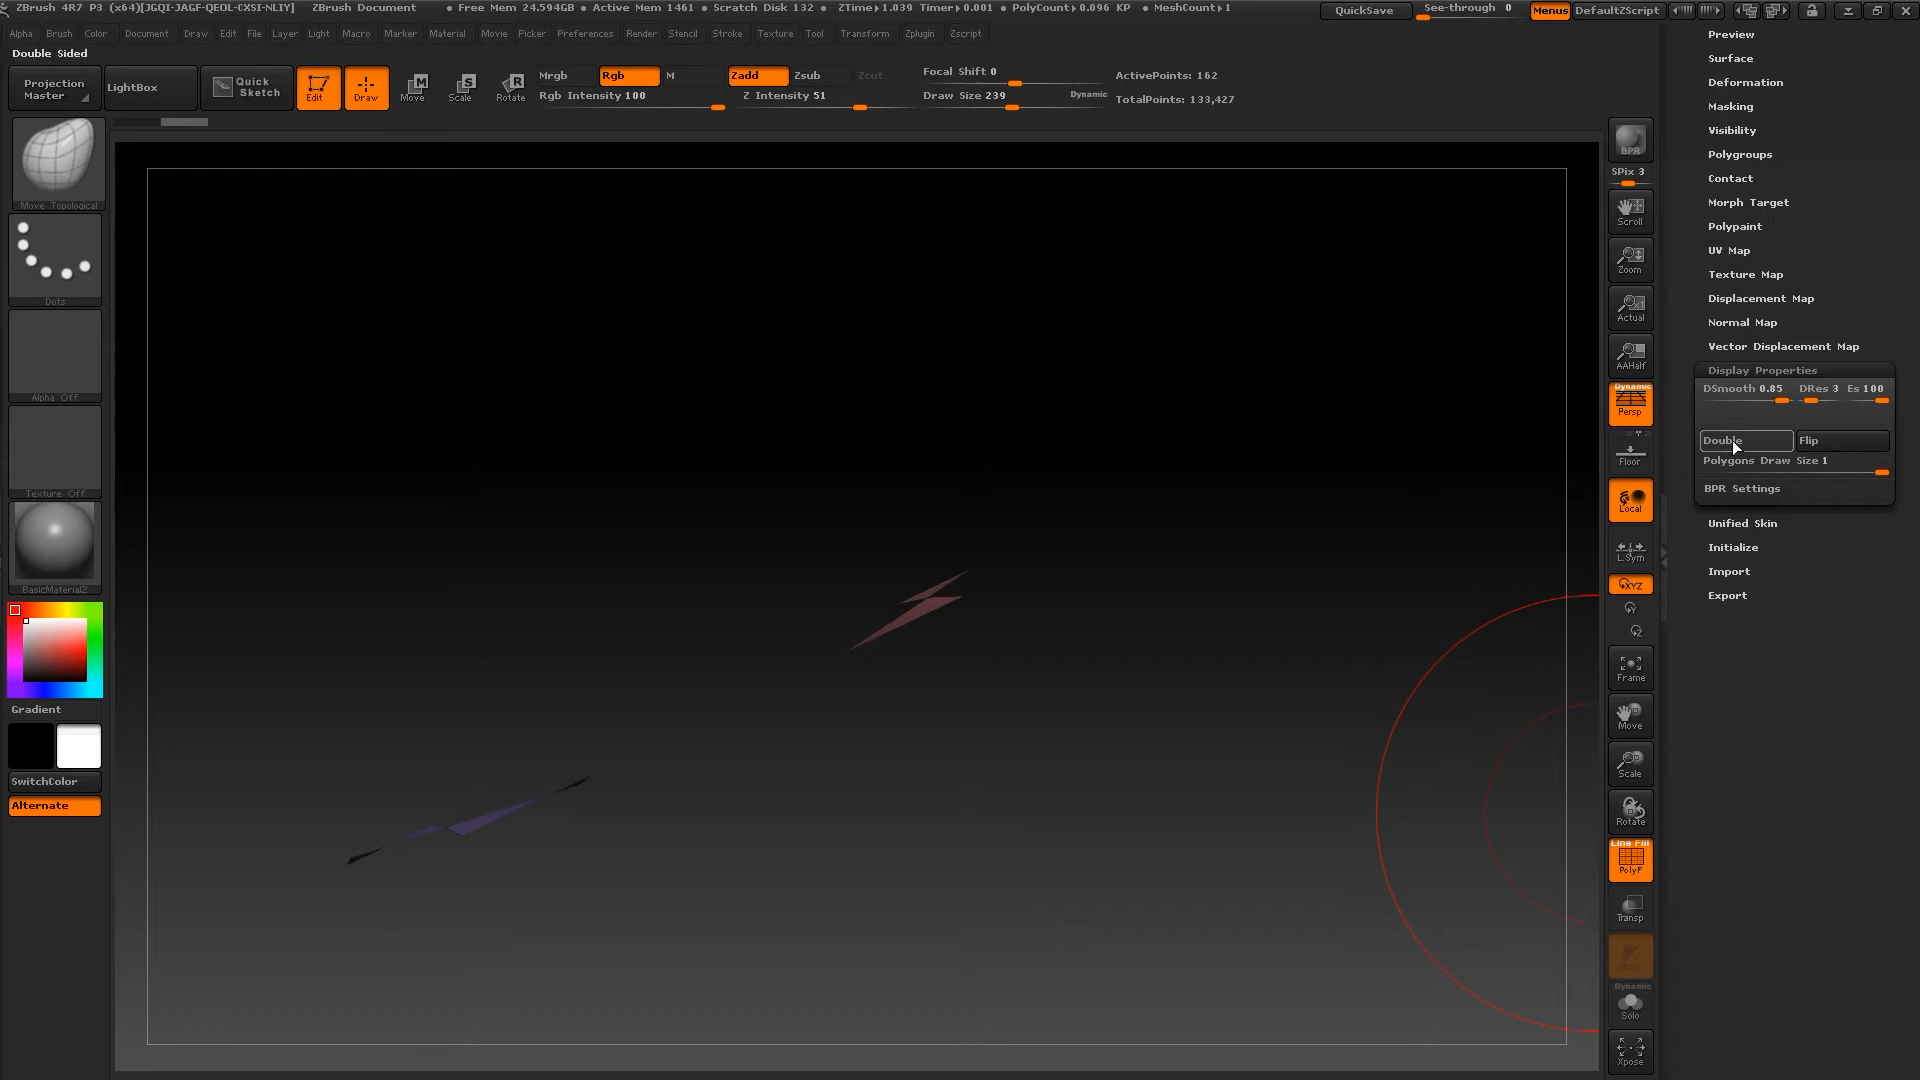 ZBrush 4R7 P3 (x64)[JGQI-JAGF-QEOL-CXSI-NLIY] ZBrush Document • Free Mem 24.594GB • Active Mem 1461 • Scratch Disk 132 • ZTime▸1.039 Timer▸0.001 • PolyCount▸0.096 KP • MeshCount▸1 QuickSave See-through 0 Menus DefaultZScript
Alpha Brush Color Document Draw Edit File Layer Light Macro Marker Material Movie Picker Preferences Render Stencil Stroke Texture Tool Transform Zplugin Zscript
Double Sided
Projection
Master
LightBox
Quick
Sketch
Edit
Draw
Move
Scale
Rotate
Mrgb Rgb M
Rgb Intensity 100
Zadd Zsub Zcut
Z Intensity 51
Focal Shift 0
Draw Size 239 Dynamic
ActivePoints: 162
TotalPoints: 133,427
Move Topological
Dots
Alpha Off
Texture Off
BasicMaterial2
Gradient
SwitchColor
Alternate
BPR
SPix 3
Scroll
Zoom
Actual
AAHalf
Dynamic
Persp
Floor
Local
L.Sym
XYZ
Y
Z
Frame
Move
Scale
Rotate
Line Fill
PolyF
Transp
Dynamic
Solo
Xpose
Preview
Surface
Deformation
Masking
Visibility
Polygroups
Contact
Morph Target
Polypaint
UV Map
Texture Map
Displacement Map
Normal Map
Vector Displacement Map
Display Properties
DSmooth 0.85 DRes 3 Es 100
Double Flip
Polygons Draw Size 1
BPR Settings
Unified Skin
Initialize
Import
Export